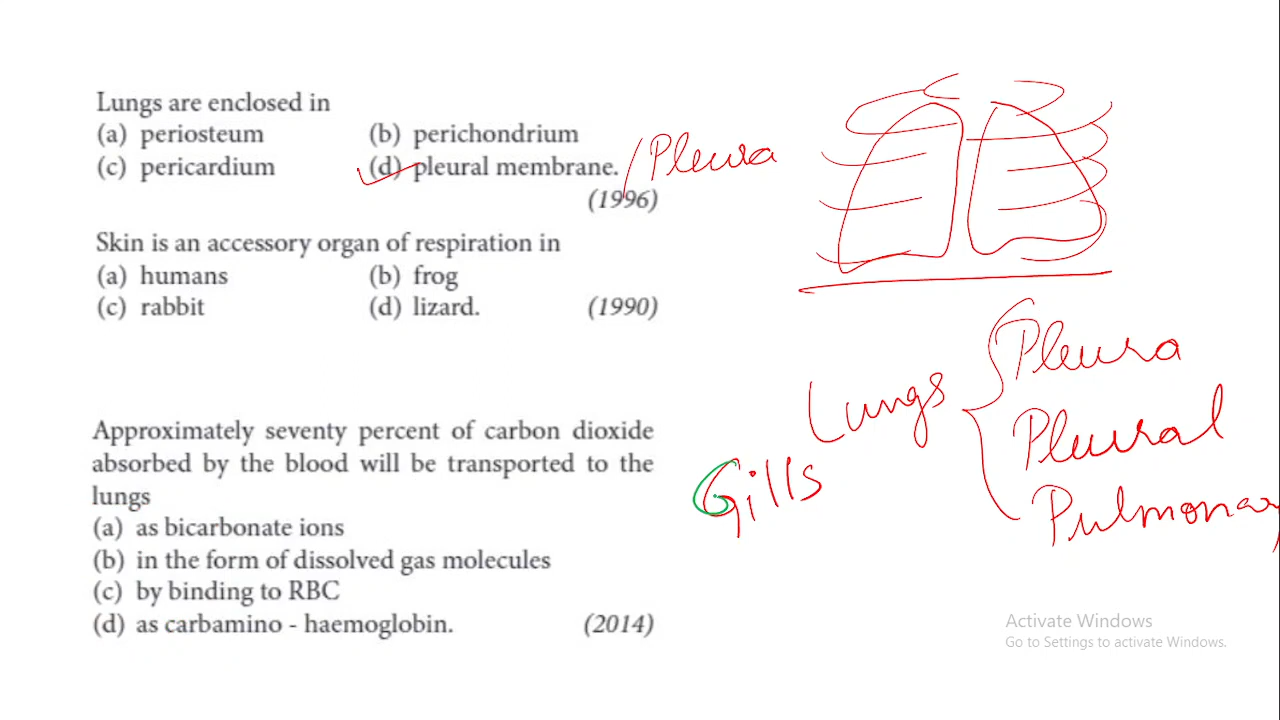 Lungs are enclosed in
(a) periosteum (b) perichondrium
(c) pericardium (d) pleural membrane. / Pleura
(1996)
Skin is an accessory organ of respiration in
(a) humans (b) frog
(c) rabbit (d) lizard. (1990)
Approximately seventy percent of carbon dioxide
absorbed by the blood will be transported to the
lungs
(a) as bicarbonate ions
(b) in the form of dissolved gas molecules
(c) by binding to RBC
(d) as carbamino - haemoglobin. (2014)
Lungs
Pleura
Plural
Pulmonary
Gills
Activate Windows
Go to Settings to activate Windows.